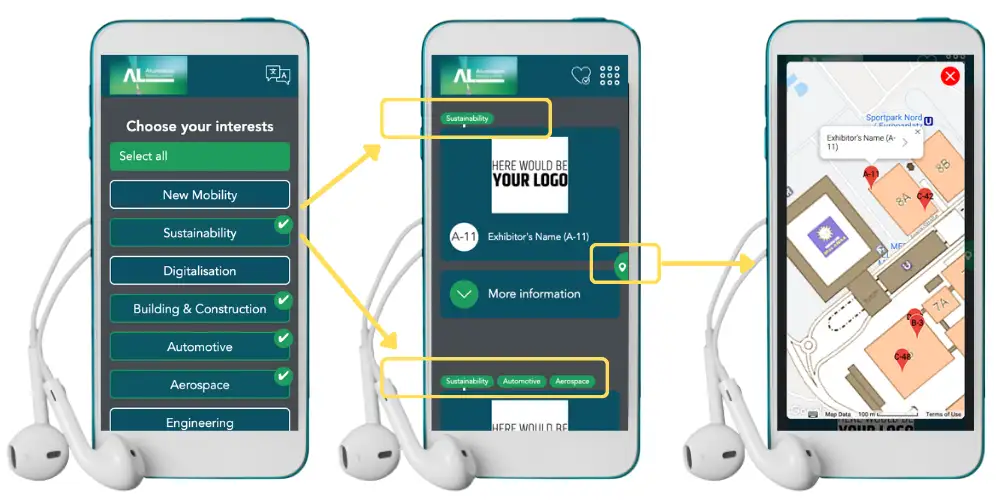 AL
Choose your interests
Select all
New Mobility
Sustainability
Digitalisation
Building & Construction
Automotive
Aerospace
Engineering
AL
Sustainability
HERE WOULD BE
YOUR LOGO
A-11
Exhibitor's Name (A-11)
More information
Sustainability
Automotive
Aerospace
HERE WOULD BE
Sportpark Nord
U
Exhibitor's Name (A-
11)
A-11
8B
8A
C-42
U
7A
B-3
C-48
Map Data
100 m
Terms of Use
YOUR LOGO